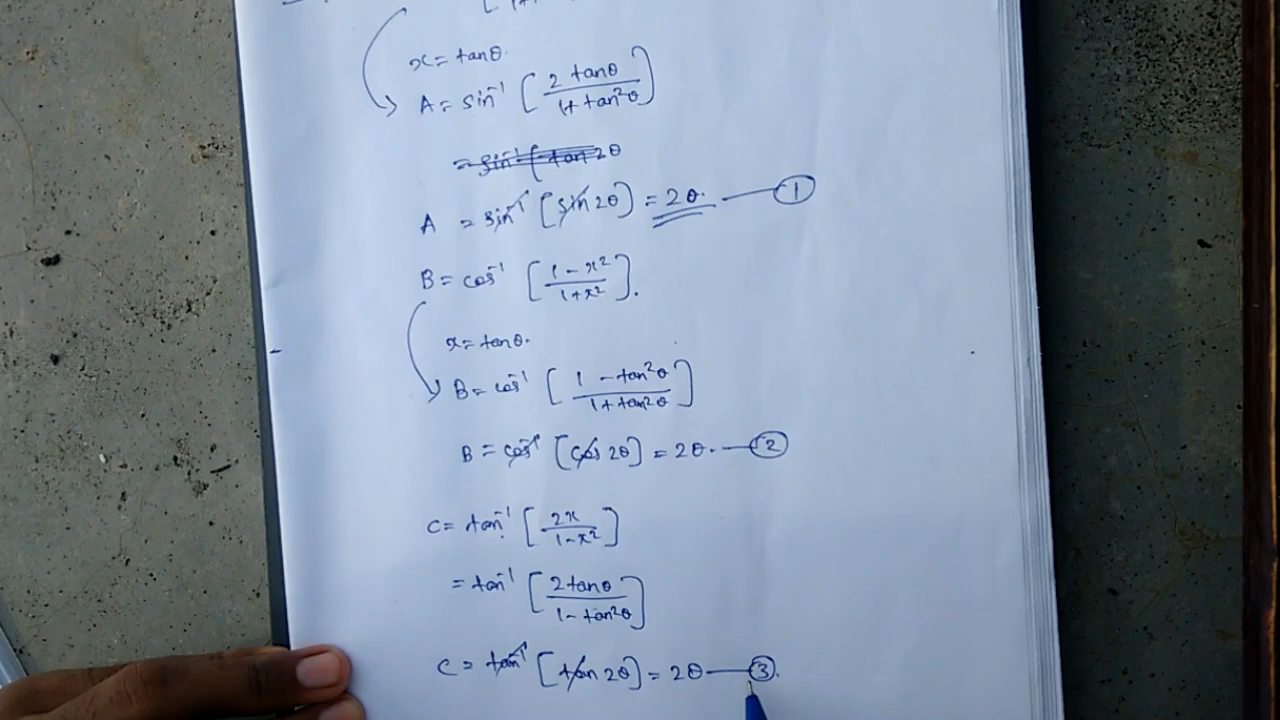 x = tanθ.
A = sin⁻¹ [ 2 tanθ / 1 + tan²θ ]
= sin⁻¹ [ tan 2θ
A = sin⁻¹ [sin 2θ] = 2θ. — ①
B = cos⁻¹ [ 1 - x² / 1 + x² ].
x = tanθ.
B = cos⁻¹ [ 1 - tan²θ / 1 + tan²θ ]
B = cos⁻¹ [cos 2θ] = 2θ. — ②
C = tan⁻¹ [ 2x / 1 - x² ]
= tan⁻¹ [ 2 tanθ / 1 - tan²θ ]
C = tan⁻¹ [tan 2θ] = 2θ — ③.